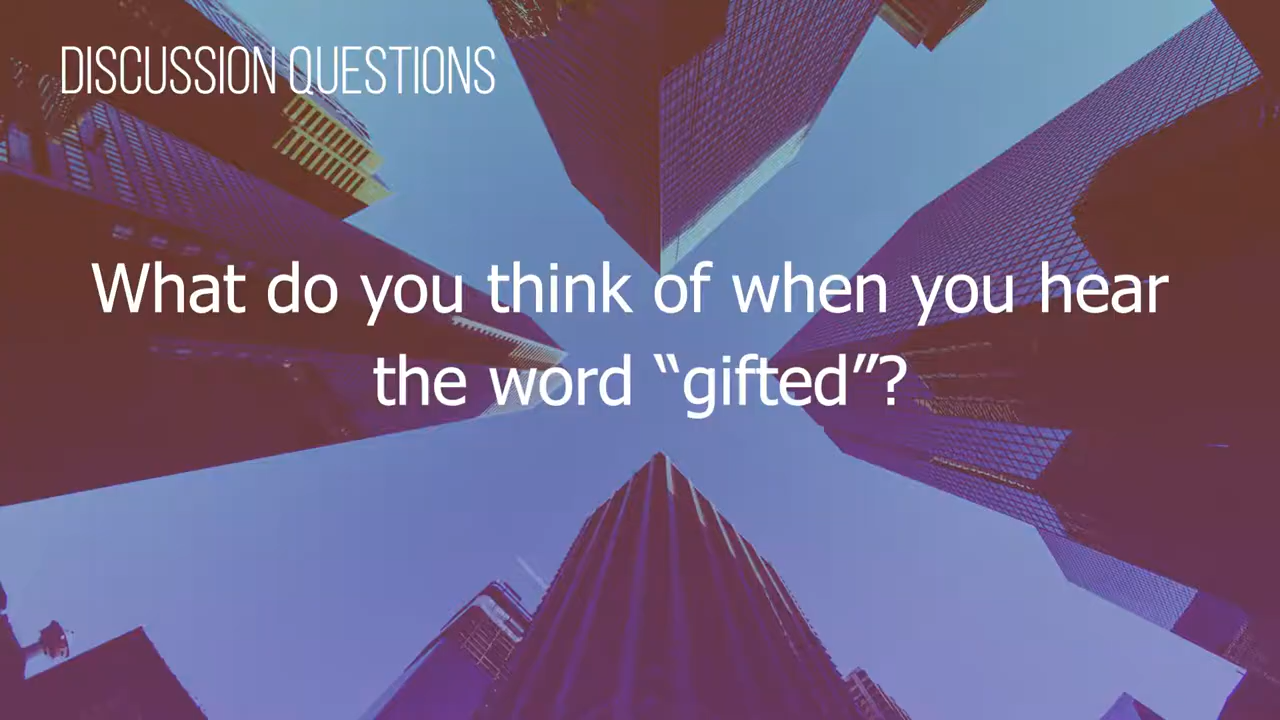 DISCUSSION QUESTIONS
What do you think of when you hear
the word “gifted”?